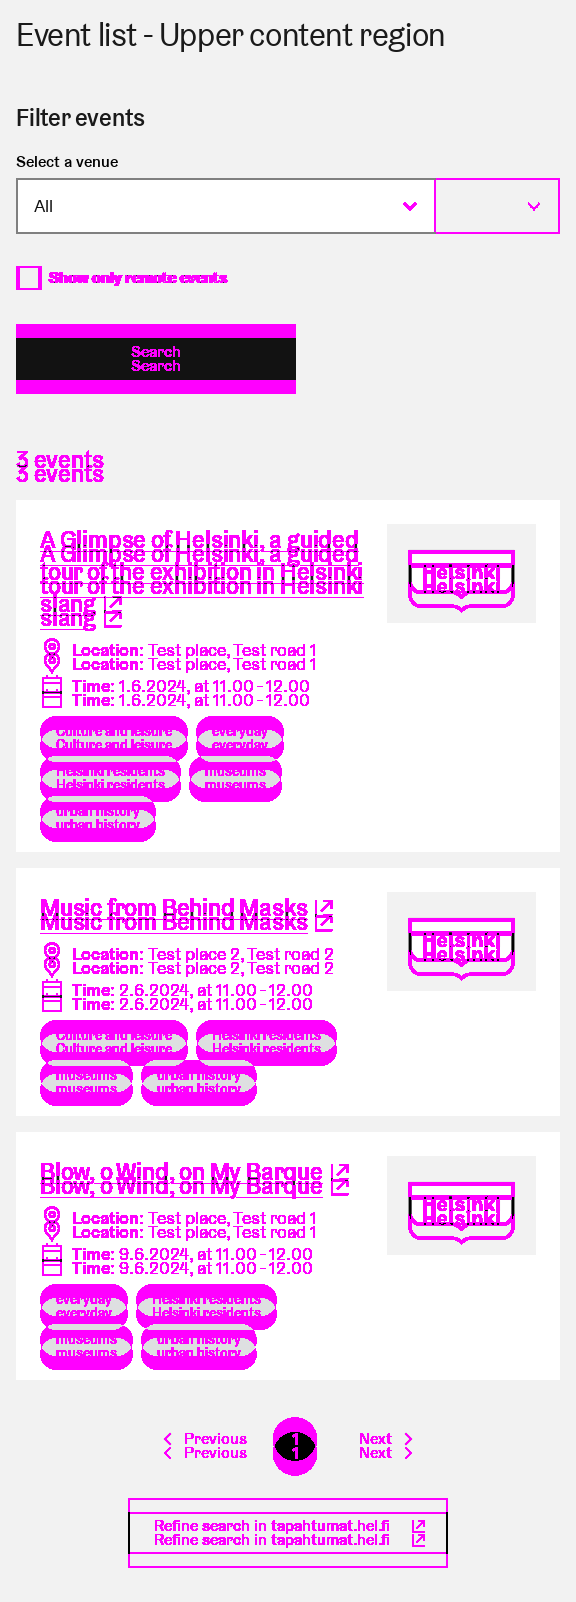 Event list - Upper content region
Filter events
Select a venue
All
Show only remote events
Search
Search
3 events
3 events
A Glimpse of Helsinki, a guided
A Glimpse of Helsinki, a guided
tour of the exhibition in Helsinki
tour of the exhibition in Helsinki
slang
slang
Helsinki
Helsinki
Location: Test place, Test road 1
Location: Test place, Test road 1
Time: 1.6.2024, at 11.00 - 12.00
Time: 1.6.2024, at 11.00 - 12.00
Culture and leisure everyday
Culture and leisure everyday
Helsinki residents museums
Helsinki residents museums
urban history
urban history
Music from Behind Masks
Music from Behind Masks
Helsinki
Helsinki
Location: Test place 2, Test road 2
Location: Test place 2, Test road 2
Time: 2.6.2024, at 11.00 - 12.00
Time: 2.6.2024, at 11.00 - 12.00
Culture and leisure Helsinki residents
Culture and leisure Helsinki residents
museums urban history
museums urban history
Blow, o Wind, on My Barque
Blow, o Wind, on My Barque
Helsinki
Helsinki
Location: Test place, Test road 1
Location: Test place, Test road 1
Time: 9.6.2024, at 11.00 - 12.00
Time: 9.6.2024, at 11.00 - 12.00
everyday Helsinki residents
everyday Helsinki residents
museums urban history
museums urban history
Previous 1 Next
Previous 1 Next
Refine search in tapahtumat.hel.fi
Refine search in tapahtumat.hel.fi